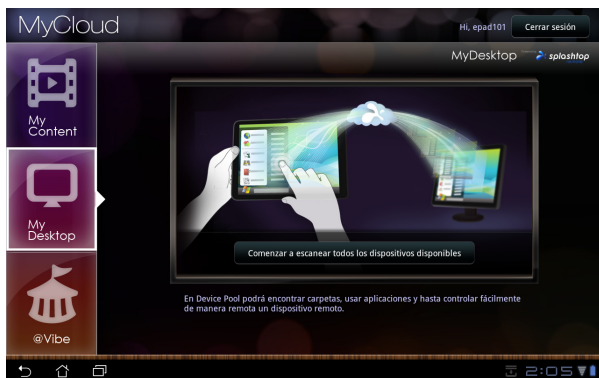 MyCloud
Hi, epad101
Cerrar sesión
MyDesktop
splashtop
My
Content
My
Desktop
@Vibe
Comenzar a escanear todos los dispositivos disponibles
En Device Pool podrá encontrar carpetas, usar aplicaciones y hasta controlar fácilmente
de manera remota un dispositivo remoto.
2:05